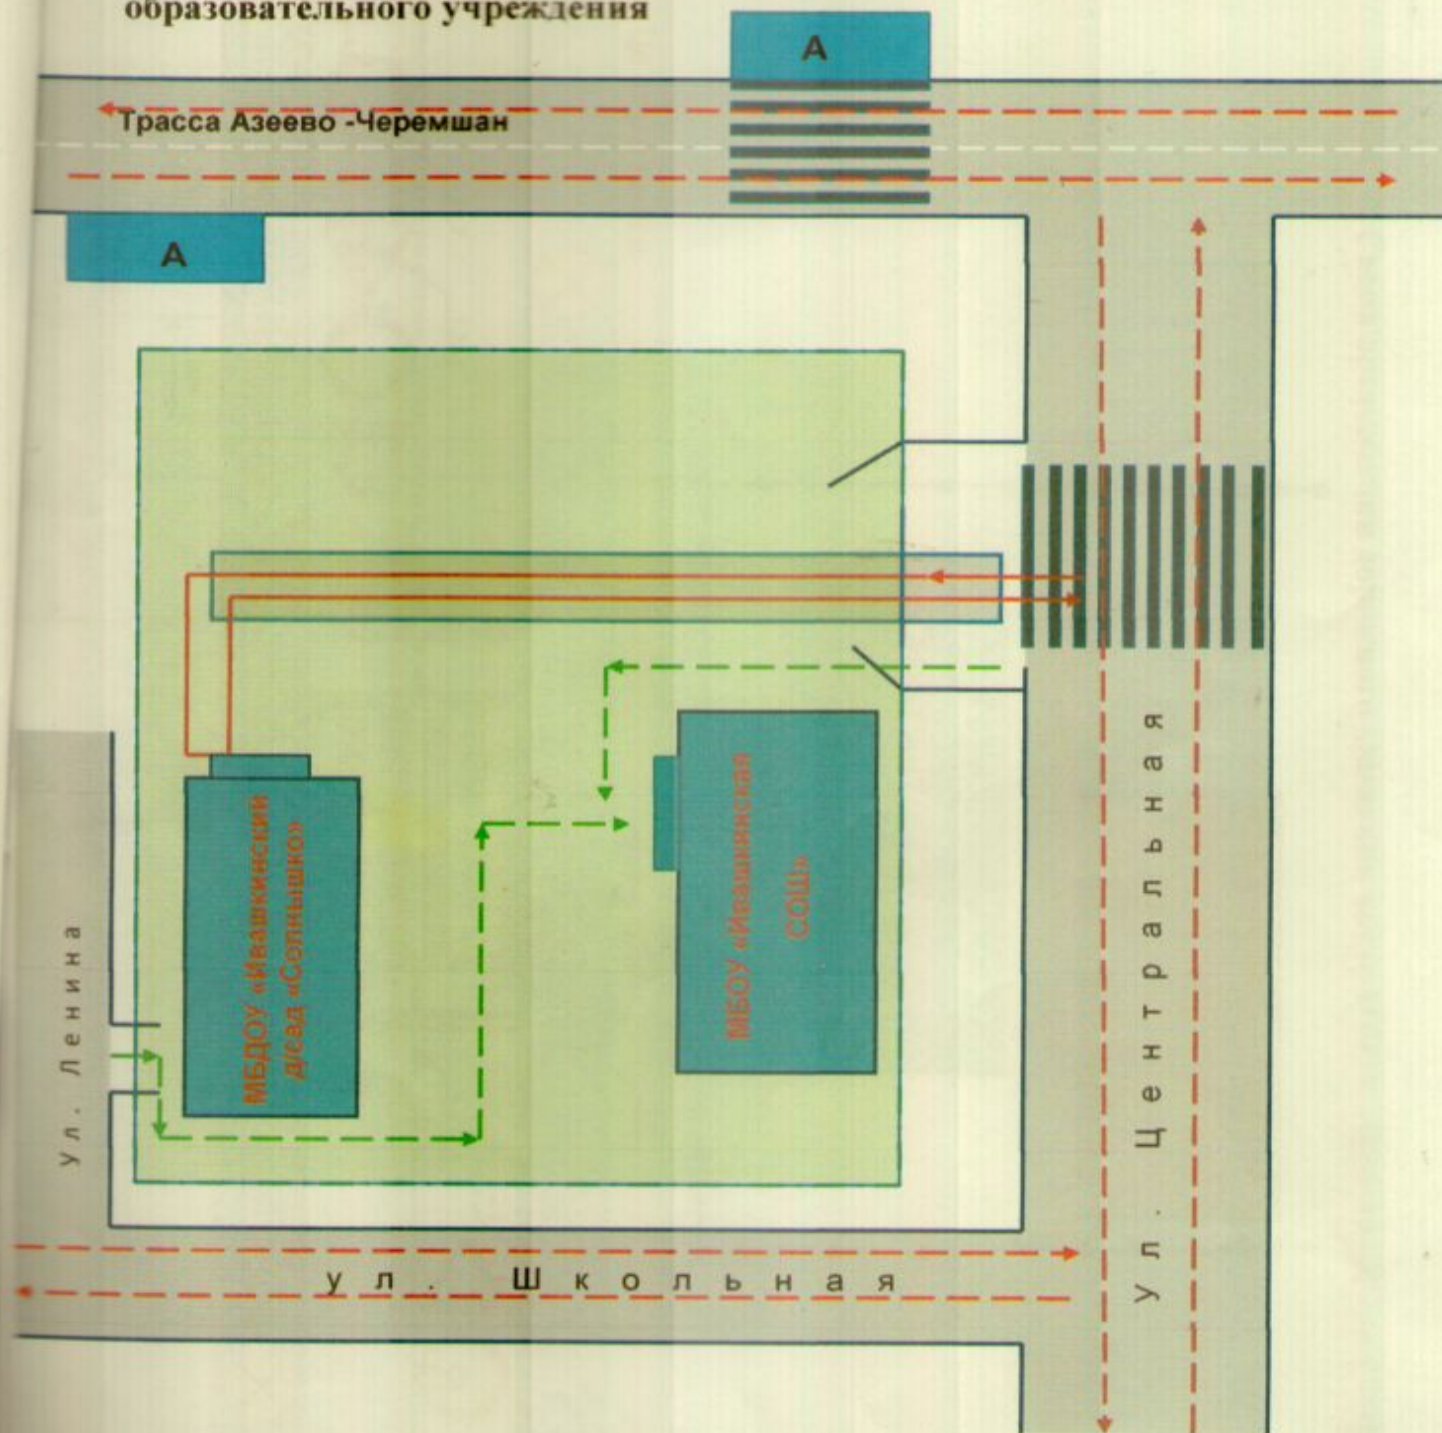 образовательного учреждения
А
Трасса Азеево -Черемшан
А
МБДОУ «Ивашкинский
д/сад «Солнышко»
МБОУ «Ивашкинская
СОШ»
Ул. Центральная
Ул. Ленина
ул. Школьная